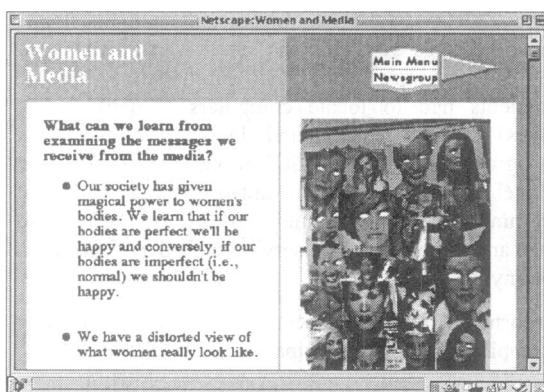 Netscape:Women and Media
Women and
Media
Main Menu
Newsgroup
What can we learn from
examining the messages we
receive from the media?
Our society has given
magical power to women's
bodies. We learn that if our
bodies are perfect we'll be
happy and conversely, if our
bodies are imperfect (i.e.,
normal) we shouldn't be
happy.
We have a distorted view of
what women really look like.